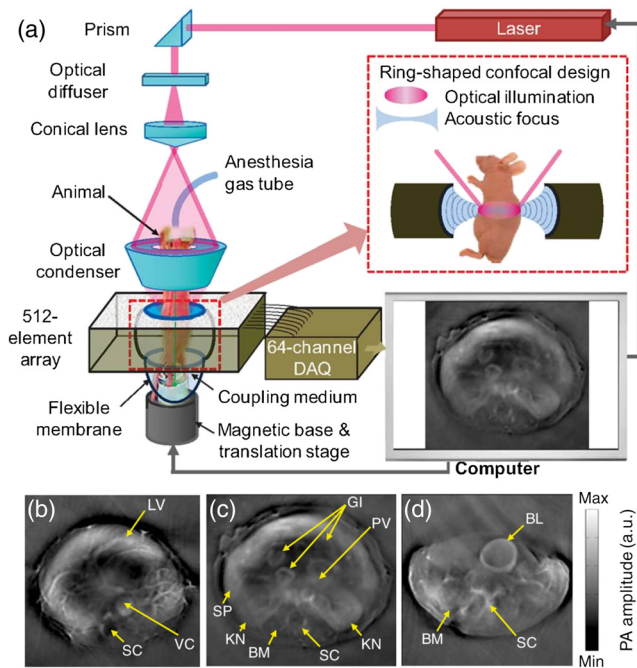 (a)
Prism
Laser
Optical
diffuser
Conical lens
Anesthesia
gas tube
Animal
Optical
condenser
Ring-shaped confocal design
Optical illumination
Acoustic focus
512-
element
array
64-channel
DAQ
Coupling medium
Flexible
membrane
Magnetic base &
translation stage
Computer
(b)
LV
SC
VC
(c)
GI
PV
SP
KN
BM
SC
KN
(d)
BL
BM
SC
Max
PA amplitude (a.u.)
Min